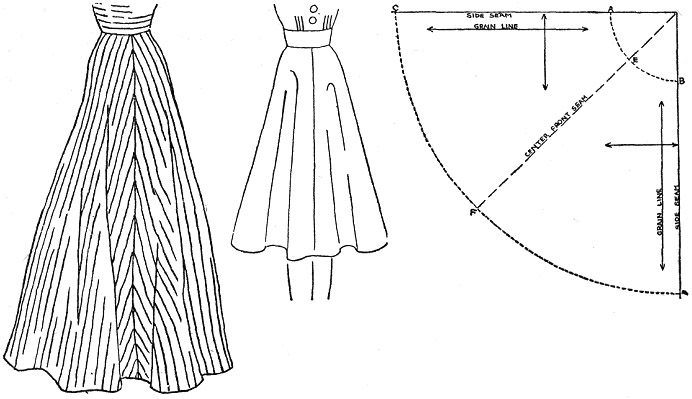 C
SIDE SEAM
A
GRAIN LINE
E
B
CENTER FRONT SEAM
GRAIN LINE
SIDE SEAM
F